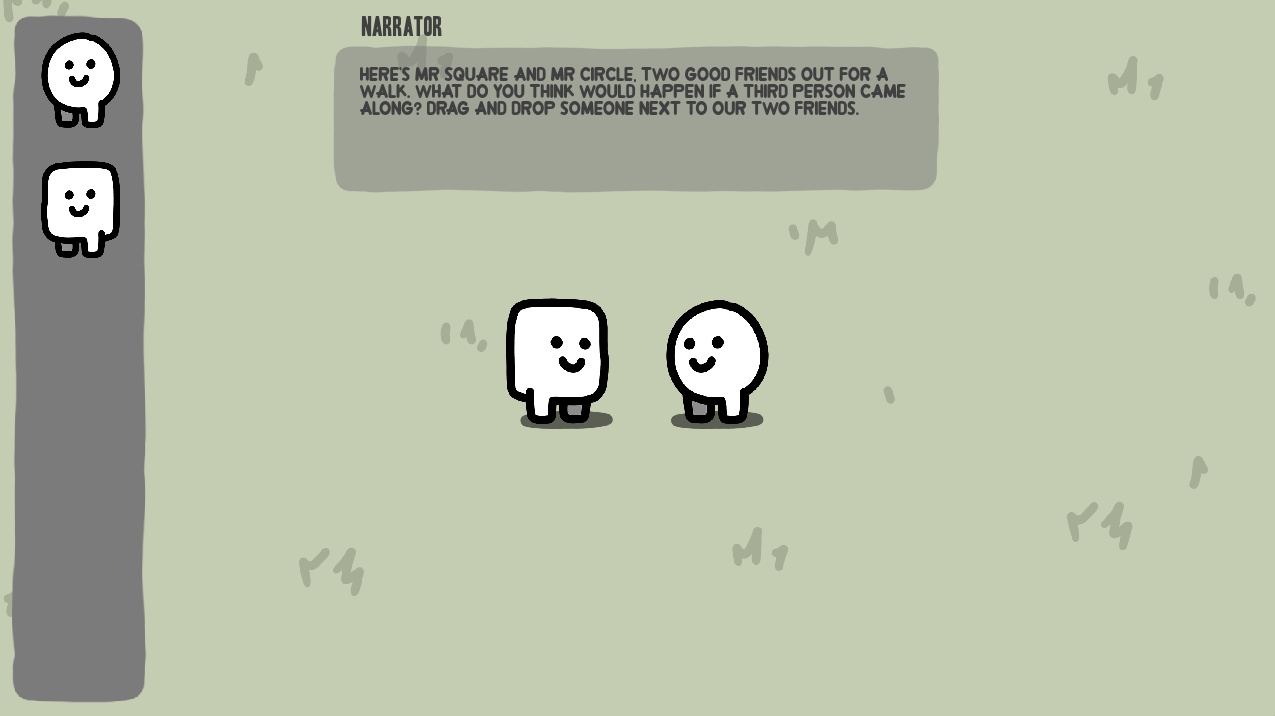 NARRATOR
HERE'S MR SQUARE AND MR CIRCLE, TWO GOOD FRIENDS OUT FOR A
WALK. WHAT DO YOU THINK WOULD HAPPEN IF A THIRD PERSON CAME
ALONG? DRAG AND DROP SOMEONE NEXT TO OUR TWO FRIENDS.